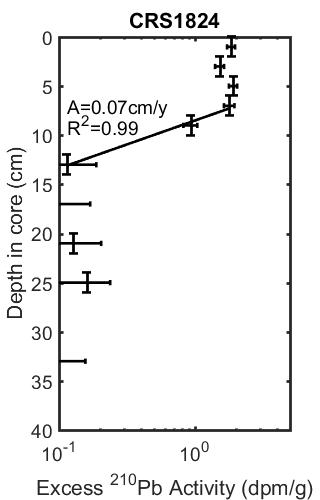 CRS1824
0
5
10
15
20
25
30
35
40
A=0.07cm/y
R²=0.99
Depth in core (cm)
10⁻¹ 10⁰
Excess ²¹⁰Pb Activity (dpm/g)